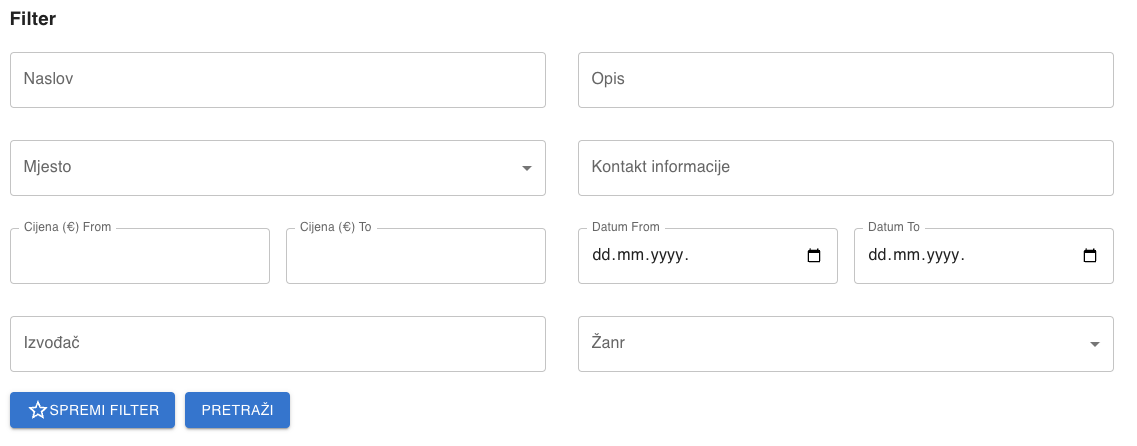 Filter
Naslov
Opis
Mjesto
Kontakt informacije
Cijena (€) From
Cijena (€) To
Datum From
Datum To
dd.mm.yyyy.
dd.mm.yyyy.
Izvođač
Žanr
SPREMI FILTER
PRETRAŽI